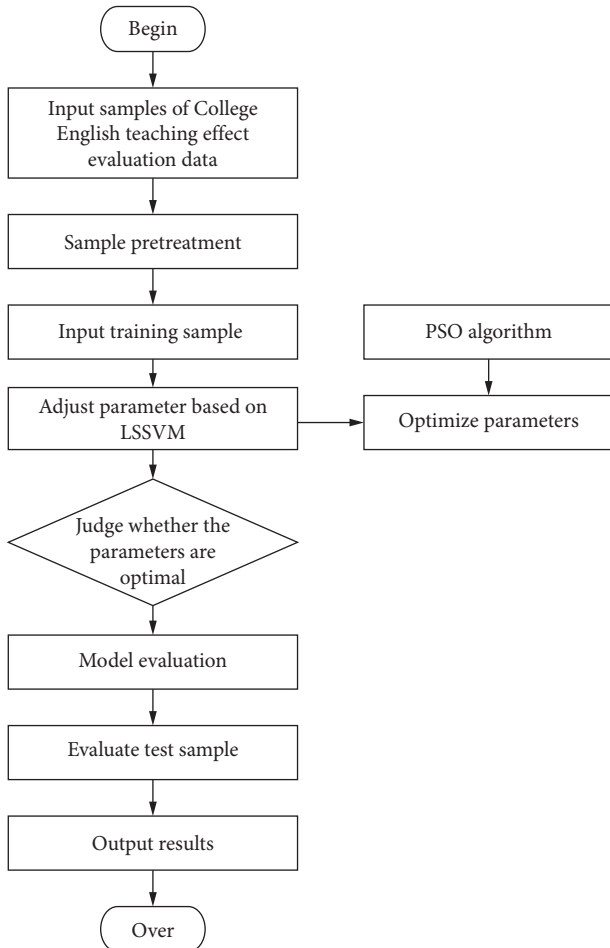 Begin
Input samples of College
English teaching effect
evaluation data
Sample pretreatment
Input training sample
PSO algorithm
Adjust parameter based on
LSSVM
Optimize parameters
Judge whether the
parameters are
optimal
Model evaluation
Evaluate test sample
Output results
Over